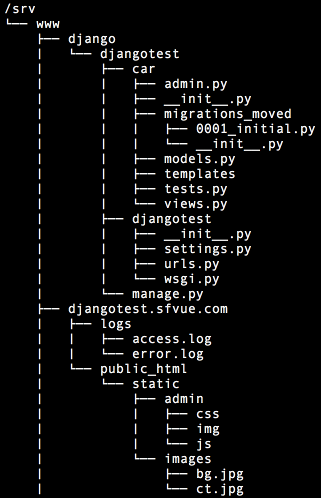 /srv
└── www
    ├── django
    │   └── djangotest
    │       ├── car
    │       │   ├── admin.py
    │       │   ├── __init__.py
    │       │   ├── migrations_moved
    │       │   │   ├── 0001_initial.py
    │       │   │   └── __init__.py
    │       │   ├── models.py
    │       │   ├── templates
    │       │   ├── tests.py
    │       │   └── views.py
    │       ├── djangotest
    │       │   ├── __init__.py
    │       │   ├── settings.py
    │       │   ├── urls.py
    │       │   └── wsgi.py
    │       └── manage.py
    ├── djangotest.sfvue.com
    │   ├── logs
    │   │   ├── access.log
    │   │   └── error.log
    │   └── public_html
    │       └── static
    │           ├── admin
    │           │   ├── css
    │           │   ├── img
    │           │   └── js
    │           └── images
    │               ├── bg.jpg
    │               └── ct.jpg